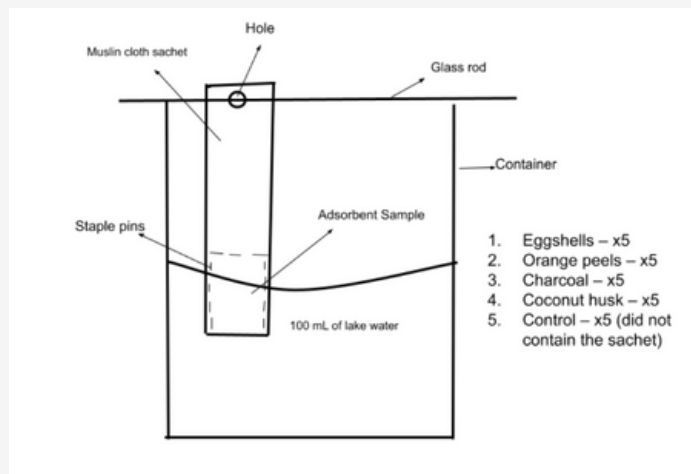 Hole
Muslin cloth sachet
Glass rod
Container
Adsorbent Sample
Staple pins
1. Eggshells – x5
2. Orange peels – x5
3. Charcoal – x5
4. Coconut husk – x5
5. Control – x5 (did not
contain the sachet)
100 mL of lake water